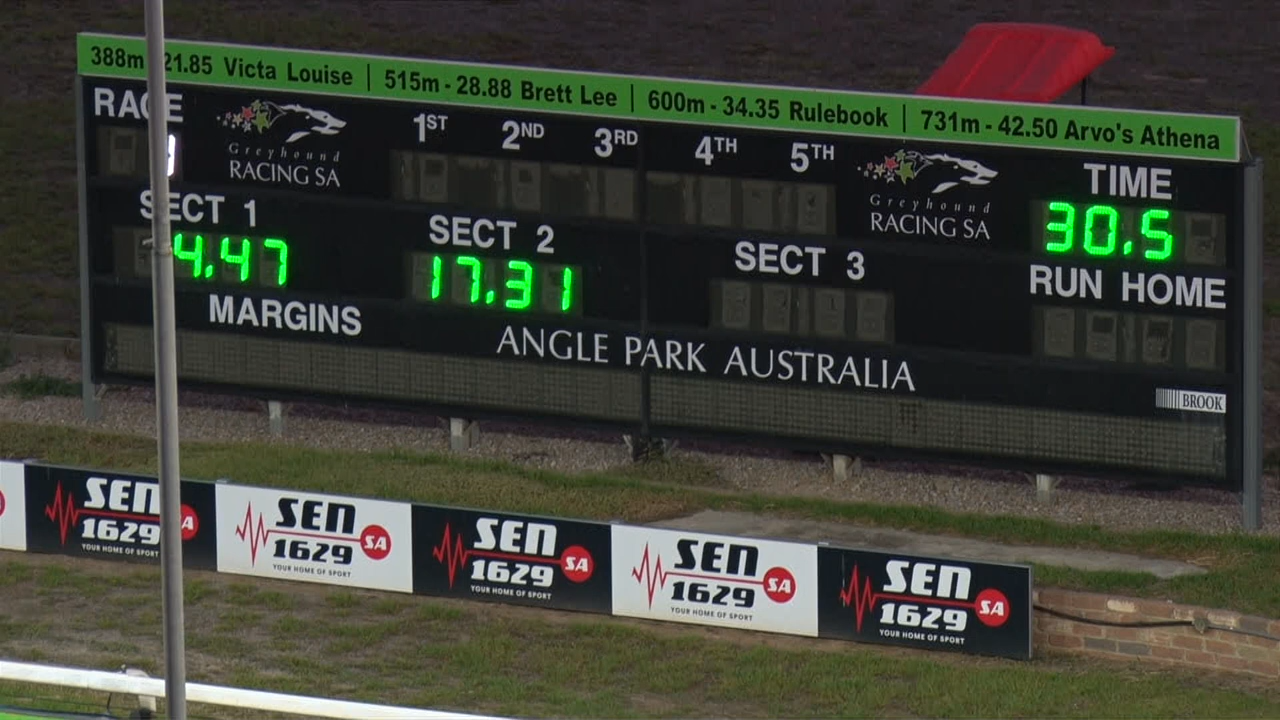 388m 21.85 Victa Louise | 515m - 28.88 Brett Lee | 600m - 34.35 Rulebook | 731m - 42.50 Arvo's Athena
RACE
Greyhound
RACING SA
1ST 2ND 3RD 4TH 5TH
Greyhound
RACING SA
TIME
30.5
SECT 1
4.47
SECT 2
17.31
SECT 3
RUN HOME
MARGINS
ANGLE PARK AUSTRALIA
BROOK
SEN
1629
SA
YOUR HOME OF SPORT
SEN
1629
SA
YOUR HOME OF SPORT
SEN
1629
SA
YOUR HOME OF SPORT
SEN
1629
SA
YOUR HOME OF SPORT
SEN
1629
SA
YOUR HOME OF SPORT